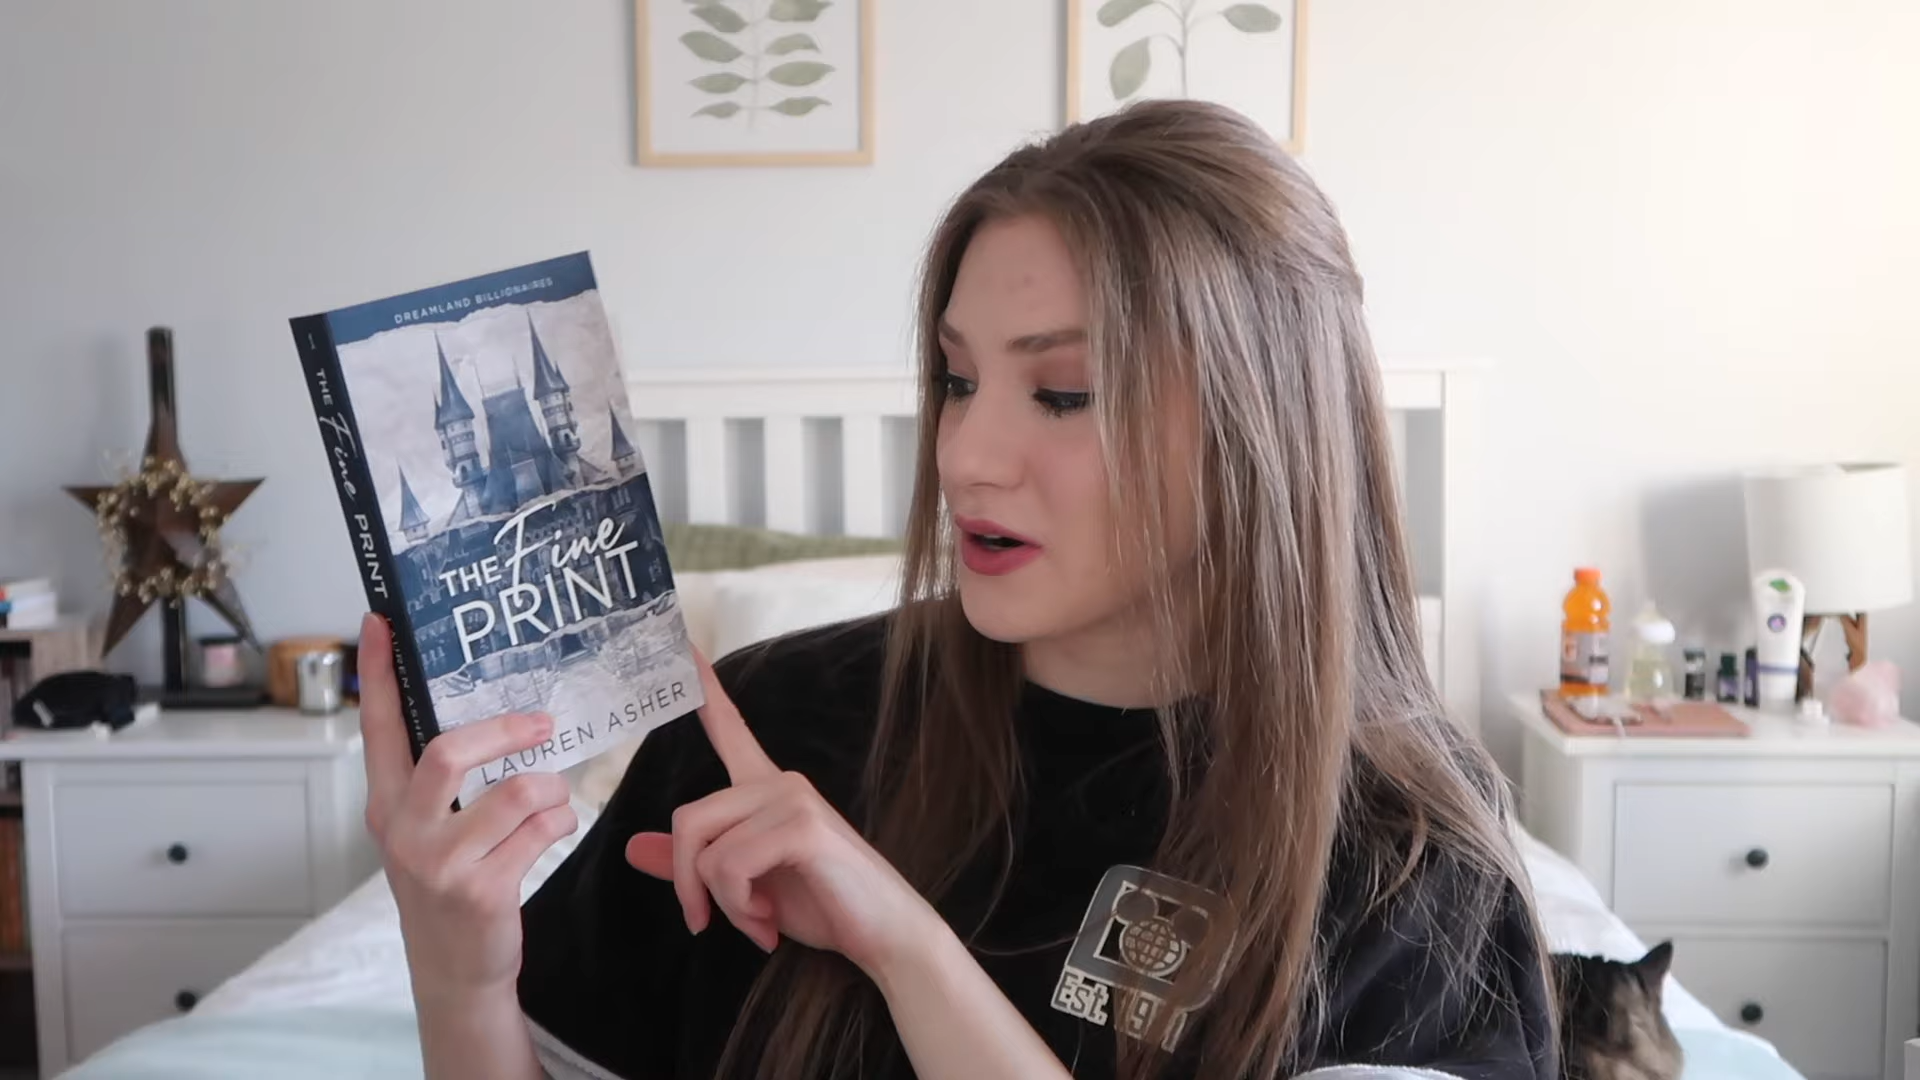 DREAMLAND BILLIONAIRES
THE Fine
PRINT
LAUREN ASHER
1 THE Fine PRINT LAUREN ASHER
Est. 1971